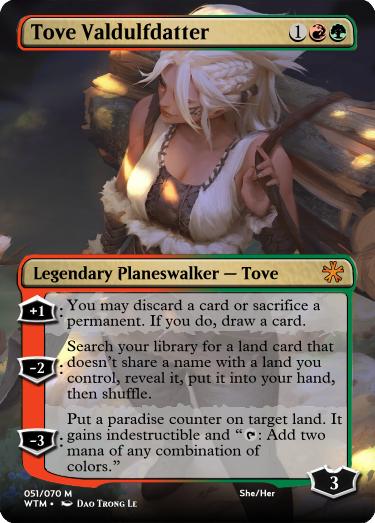 Tove Valdulfdatter 1
Legendary Planeswalker — Tove
+1: You may discard a card or sacrifice a
permanent. If you do, draw a card.
-2: Search your library for a land card that
doesn't share a name with a land you
control, reveal it, put it into your hand,
then shuffle.
-3: Put a paradise counter on target land. It
gains indestructible and “: Add two
mana of any combination of
colors.”
3
051/070 M
WTM • Dao Trong Le
She/Her